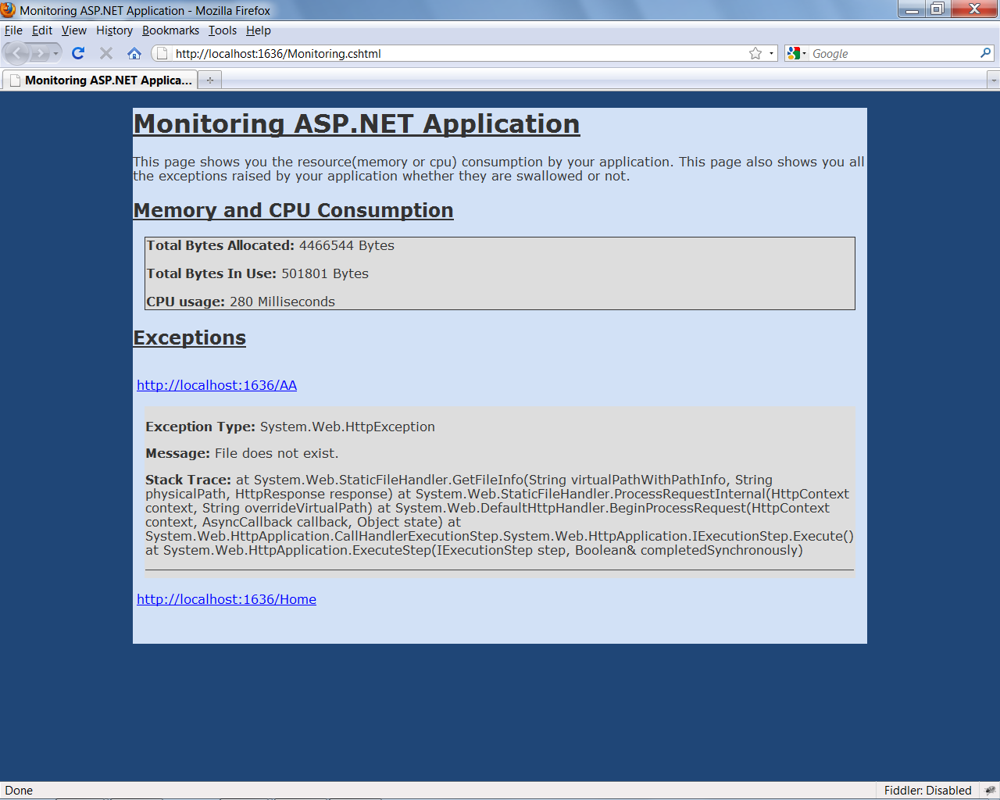 Monitoring ASP.NET Application - Mozilla Firefox
File Edit View History Bookmarks Tools Help
http://localhost:1636/Monitoring.cshtml
Google
Monitoring ASP.NET Applica...
Monitoring ASP.NET Application
This page shows you the resource(memory or cpu) consumption by your application. This page also shows you all
the exceptions raised by your application whether they are swallowed or not.
Memory and CPU Consumption
Total Bytes Allocated: 4466544 Bytes
Total Bytes In Use: 501801 Bytes
CPU usage: 280 Milliseconds
Exceptions
http://localhost:1636/AA
Exception Type: System.Web.HttpException
Message: File does not exist.
Stack Trace: at System.Web.StaticFileHandler.GetFileInfo(String virtualPathWithPathInfo, String
physicalPath, HttpResponse response) at System.Web.StaticFileHandler.ProcessRequestInternal(HttpContext
context, String overrideVirtualPath) at System.Web.DefaultHttpHandler.BeginProcessRequest(HttpContext
context, AsyncCallback callback, Object state) at
System.Web.HttpApplication.CallHandlerExecutionStep.System.Web.HttpApplication.IExecutionStep.Execute()
at System.Web.HttpApplication.ExecuteStep(IExecutionStep step, Boolean& completedSynchronously)
http://localhost:1636/Home
Done
Fiddler: Disabled